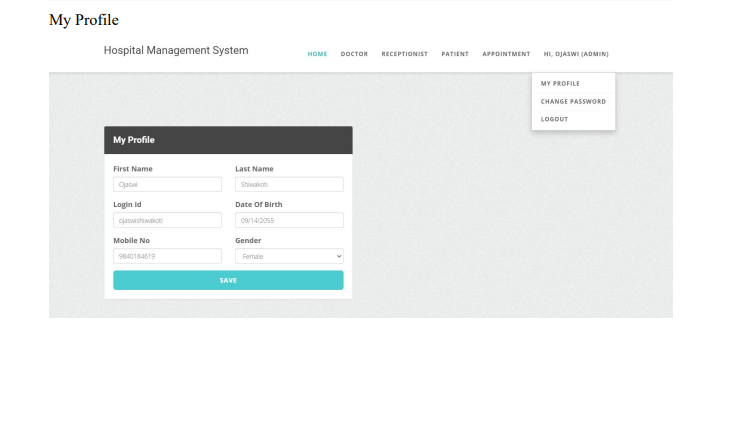 My Profile
Hospital Management System
HOME DOCTOR RECEPTIONIST PATIENT APPOINTMENT HI, OJASWI (ADMIN)
MY PROFILE
CHANGE PASSWORD
LOGOUT
My Profile
First Name Last Name
Ojaswi Shiwakoti
Login Id Date Of Birth
ojaswishiwakoti 09/14/2055
Mobile No Gender
9840184619 Female
SAVE